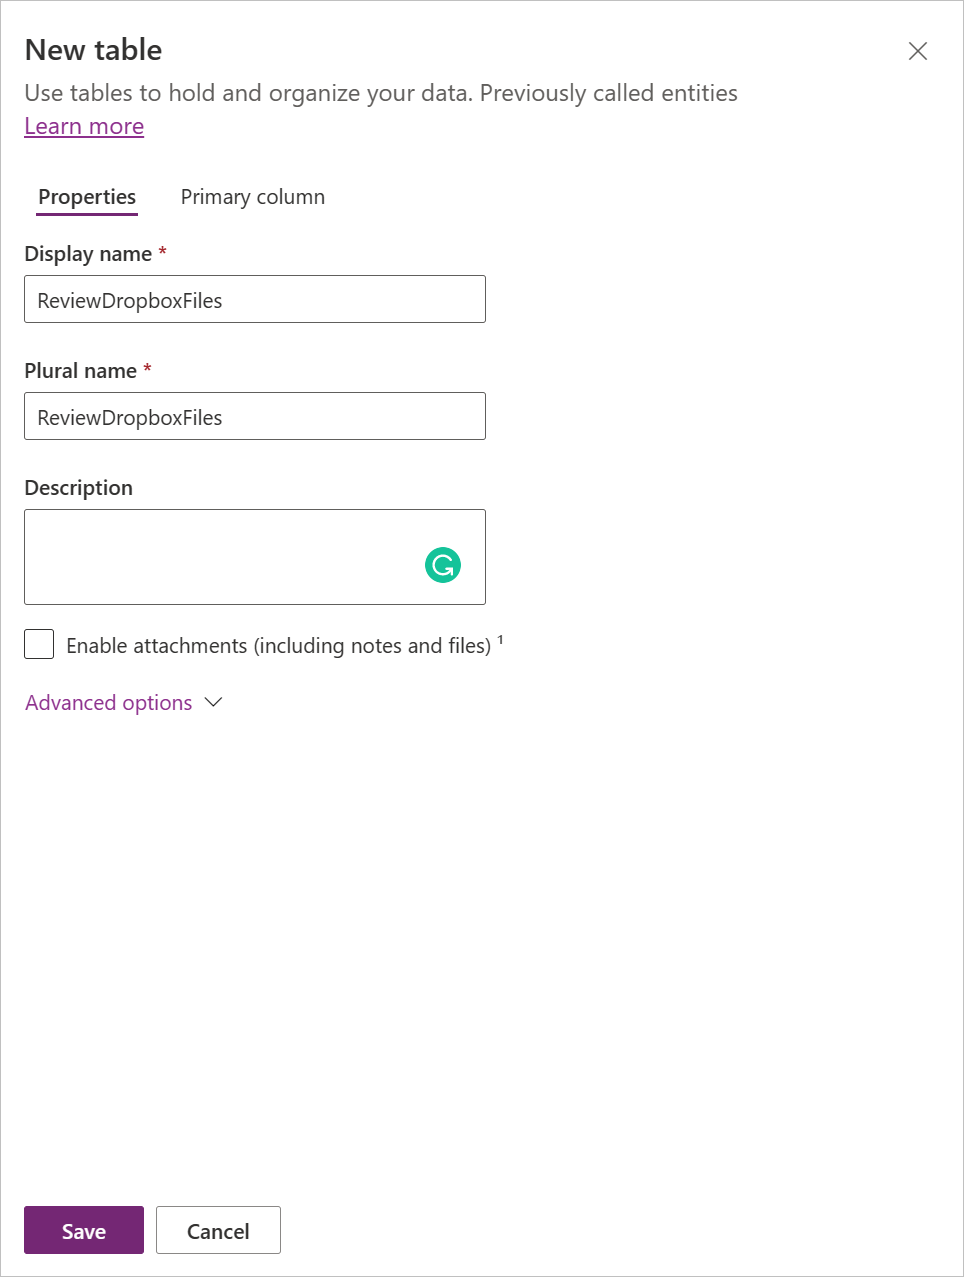 New table
Use tables to hold and organize your data. Previously called entities
Learn more
Properties
Primary column
Display name *
ReviewDropboxFiles
Plural name *
ReviewDropboxFiles
Description
Enable attachments (including notes and files) ¹
Advanced options
Save
Cancel